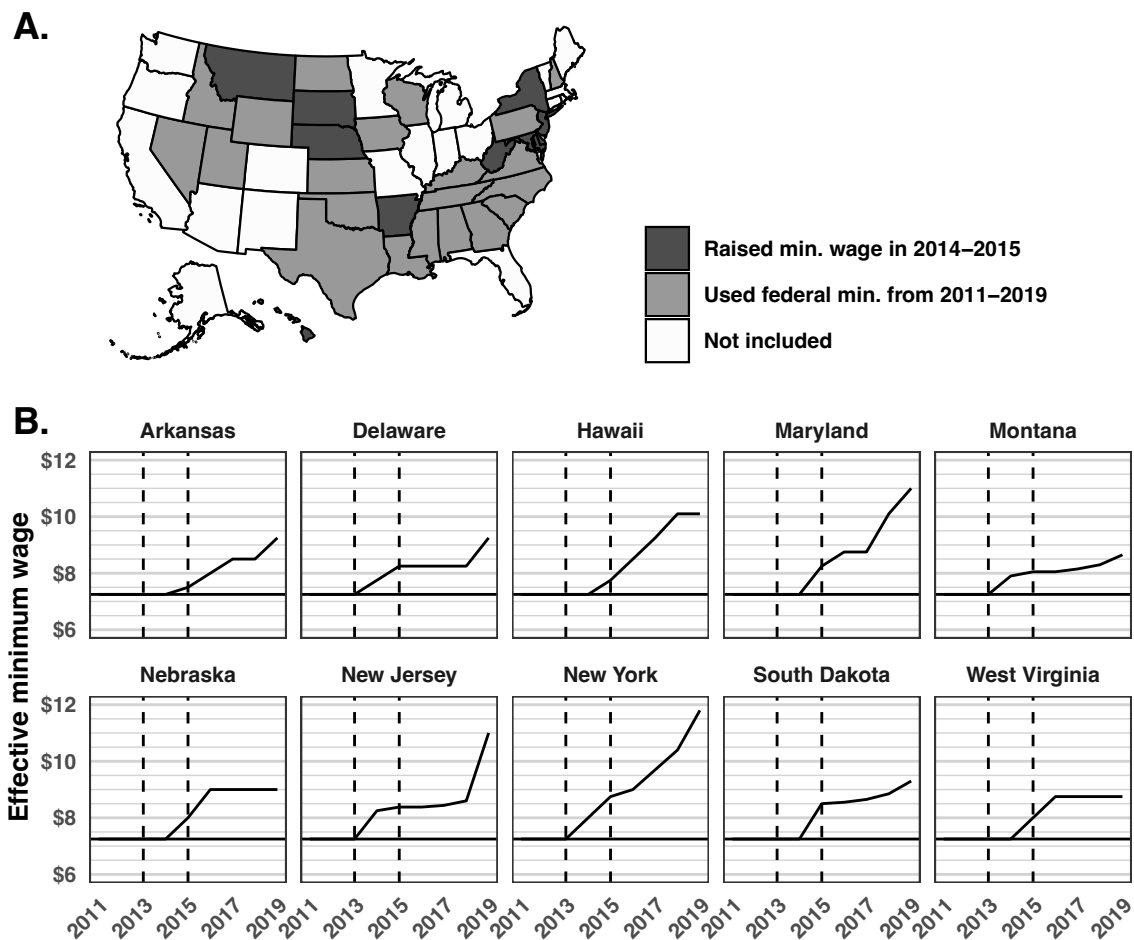 A.
Raised min. wage in 2014–2015
Used federal min. from 2011–2019
Not included
B.
Effective minimum wage
Arkansas Delaware Hawaii Maryland Montana
$12
$10
$8
$6
Nebraska New Jersey New York South Dakota West Virginia
$12
$10
$8
$6
2011 2013 2015 2017 2019 2011 2013 2015 2017 2019 2011 2013 2015 2017 2019 2011 2013 2015 2017 2019 2011 2013 2015 2017 2019